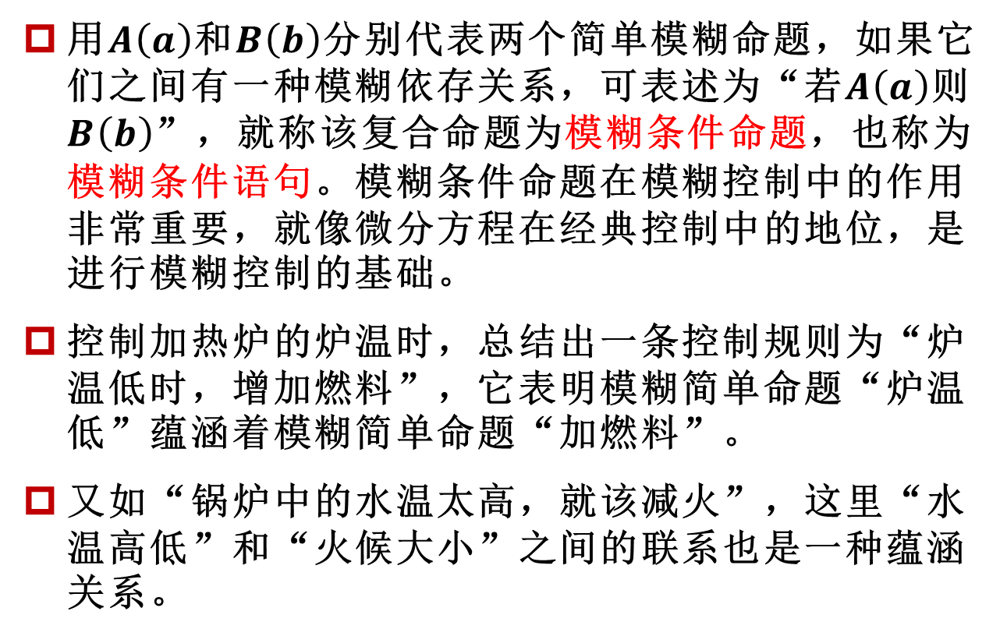 用A(a)和B(b)分别代表两个简单模糊命题，如果它
们之间有一种模糊依存关系，可表述为“若A(a)则
B(b)”，就称该复合命题为模糊条件命题，也称为
模糊条件语句。模糊条件命题在模糊控制中的作用
非常重要，就像微分方程在经典控制中的地位，是
进行模糊控制的基础。
控制加热炉的炉温时，总结出一条控制规则为“炉
温低时，增加燃料”，它表明模糊简单命题“炉温
低”蕴涵着模糊简单命题“加燃料”。
又如“锅炉中的水温太高，就该减火”，这里“水
温高低”和“火候大小”之间的联系也是一种蕴涵
关系。